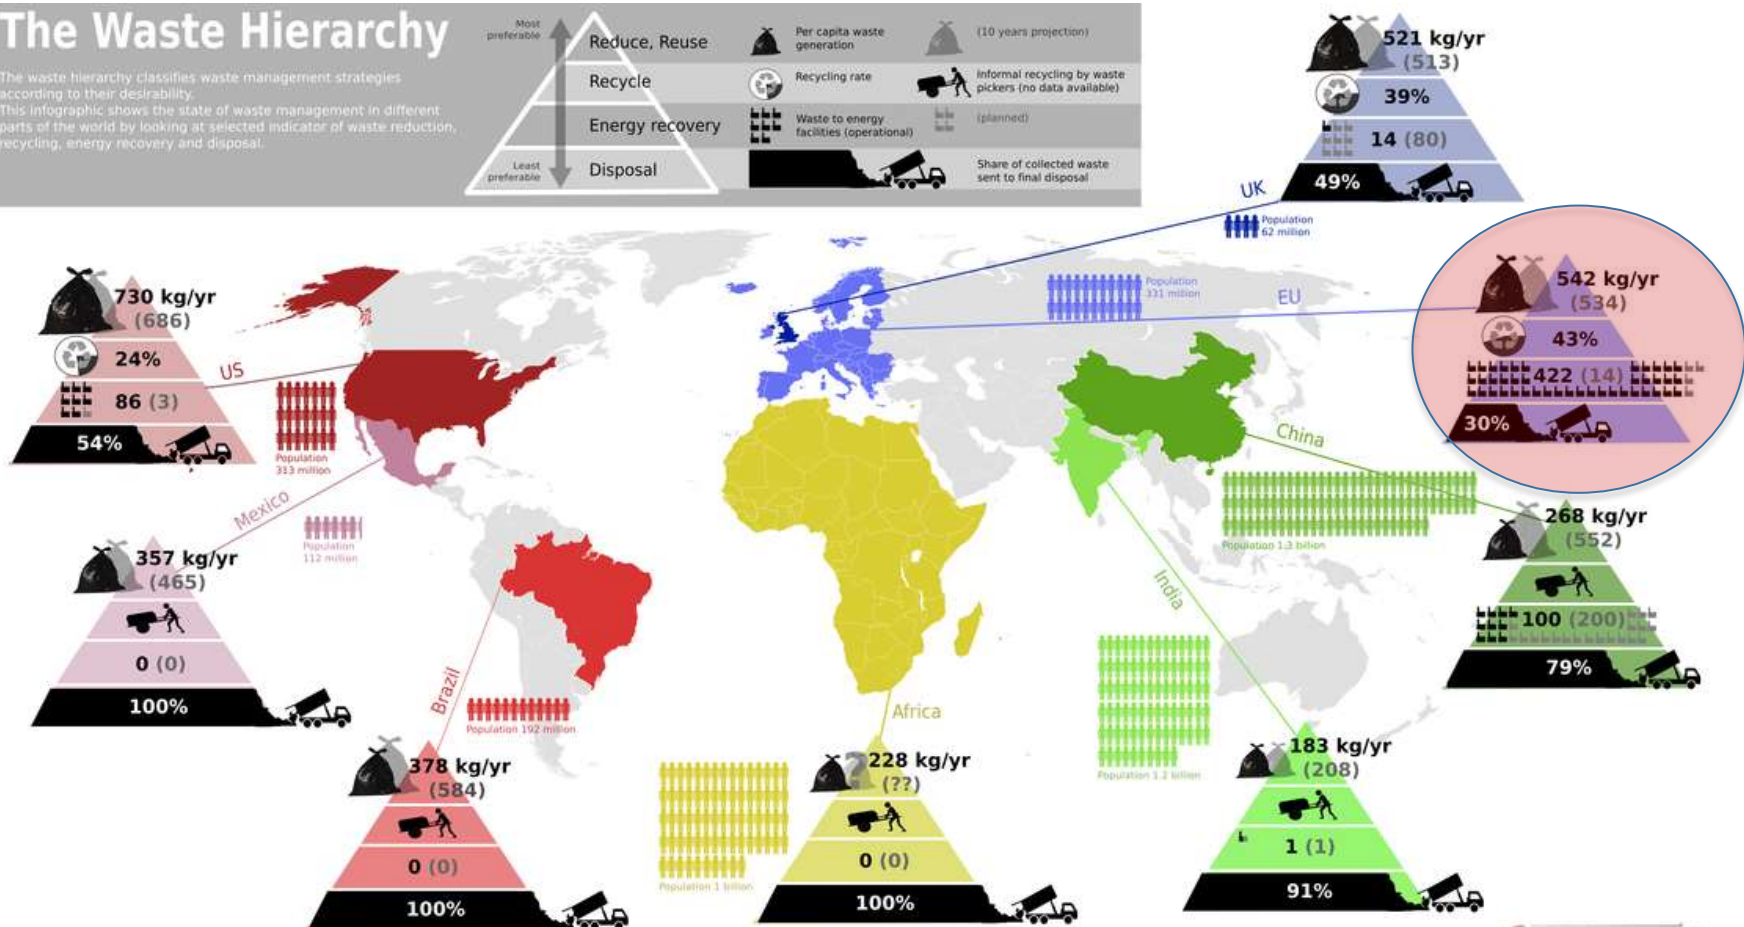 The Waste Hierarchy
The waste hierarchy classifies waste management strategies
according to their desirability.
This infographic shows the state of waste management in different
parts of the world by looking at selected indicator of waste reduction,
recycling, energy recovery and disposal.
Most
preferable
Least
preferable
Reduce, Reuse
Recycle
Energy recovery
Disposal
Per capita waste
generation
(10 years projection)
Recycling rate
Informal recycling by waste
pickers (no data available)
Waste to energy
facilities (operational)
(planned)
Share of collected waste
sent to final disposal
521 kg/yr
(513)
39%
14 (80)
49%
UK
Population
62 million
542 kg/yr
(534)
43%
422 (14)
30%
EU
Population
331 million
730 kg/yr
(686)
24%
86 (3)
54%
US
Population
313 million
357 kg/yr
(465)
0 (0)
100%
Mexico
Population
112 million
378 kg/yr
(584)
0 (0)
100%
Brazil
Population 192 million
228 kg/yr
(??)
?
0 (0)
100%
Africa
Population 1 billion
183 kg/yr
(208)
1 (1)
91%
India
Population 1.2 billion
268 kg/yr
(552)
100 (200)
79%
China
Population 1.3 billion